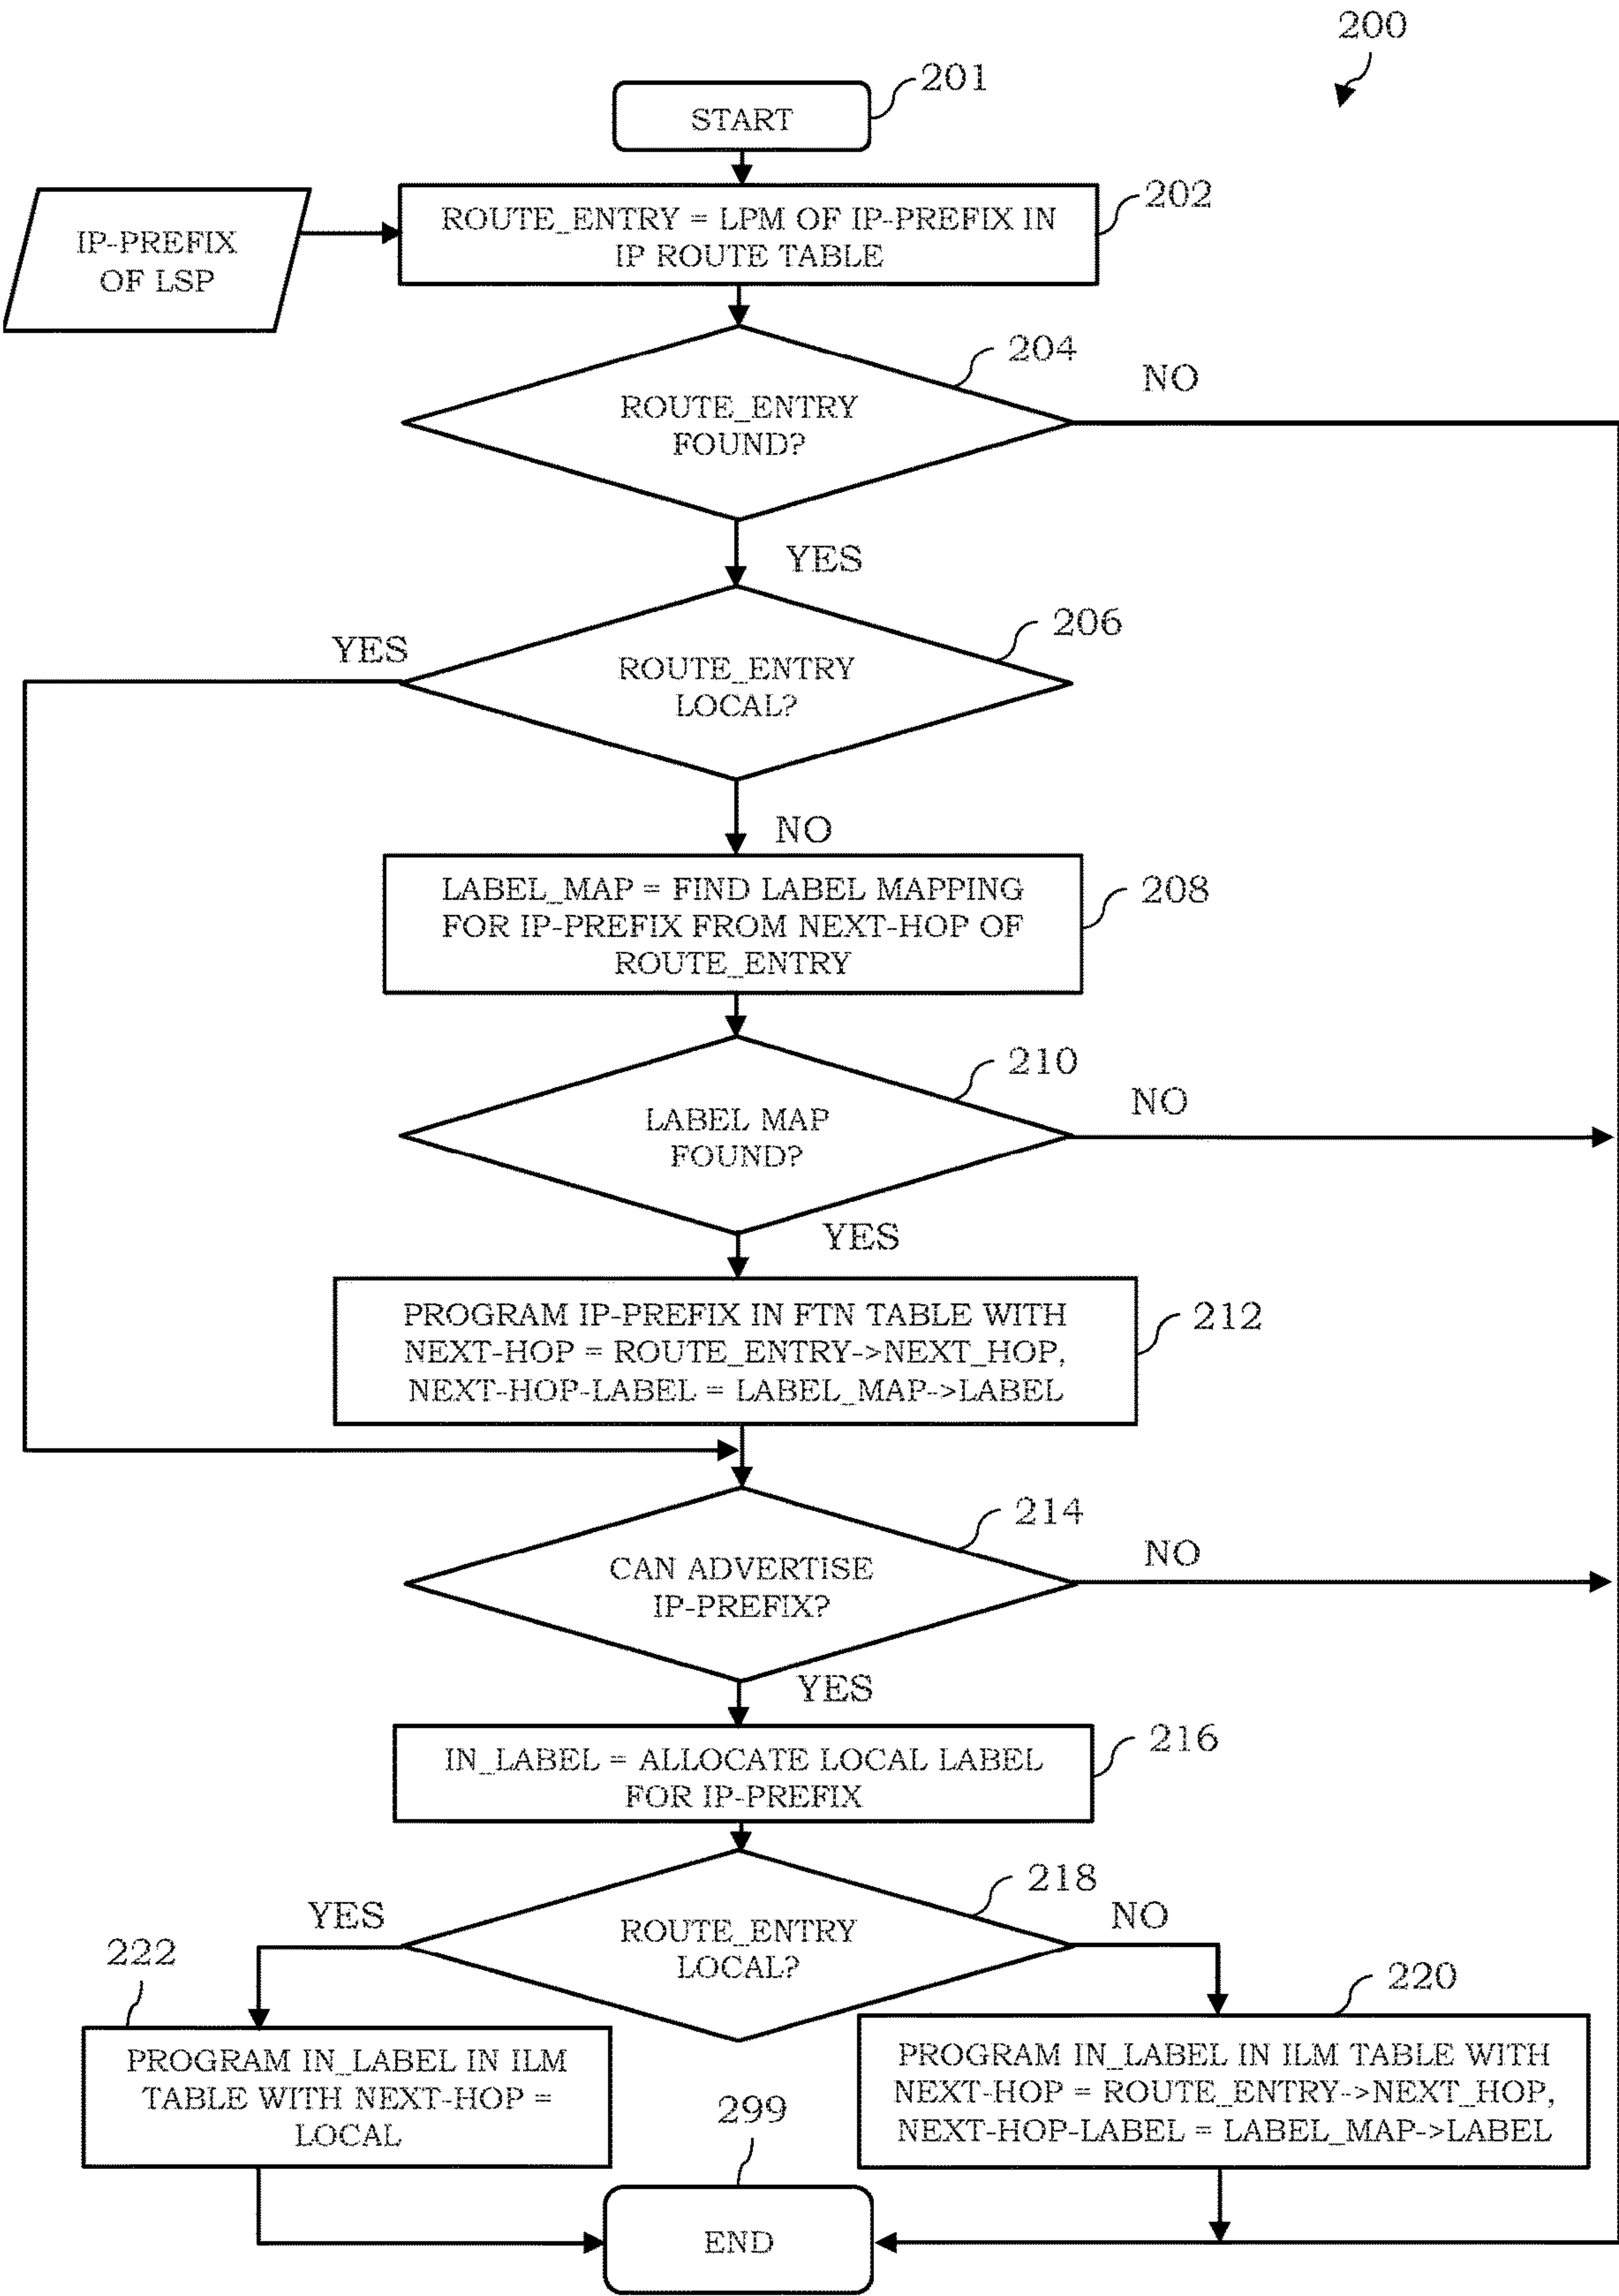 200
201
START
202
ROUTE_ENTRY = LPM OF IP-PREFIX IN
IP ROUTE TABLE
IP-PREFIX
OF LSP
204
NO
ROUTE_ENTRY
FOUND?
YES
206
YES
ROUTE_ENTRY
LOCAL?
NO
LABEL_MAP = FIND LABEL MAPPING
FOR IP-PREFIX FROM NEXT-HOP OF
ROUTE_ENTRY
208
210
NO
LABEL MAP
FOUND?
YES
PROGRAM IP-PREFIX IN FTN TABLE WITH
NEXT-HOP = ROUTE_ENTRY->NEXT_HOP,
NEXT-HOP-LABEL = LABEL_MAP->LABEL
212
214
NO
CAN ADVERTISE
IP-PREFIX?
YES
216
IN_LABEL = ALLOCATE LOCAL LABEL
FOR IP-PREFIX
218
YES
NO
ROUTE_ENTRY
LOCAL?
222
220
PROGRAM IN_LABEL IN ILM
TABLE WITH NEXT-HOP =
LOCAL
PROGRAM IN_LABEL IN ILM TABLE WITH
NEXT-HOP = ROUTE_ENTRY->NEXT_HOP,
NEXT-HOP-LABEL = LABEL_MAP->LABEL
299
END